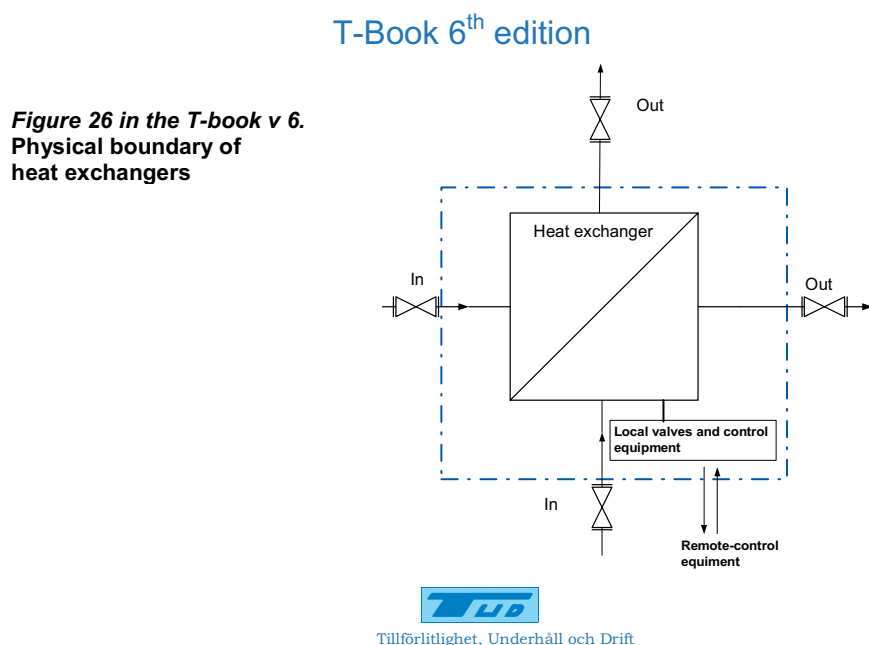 T-Book 6th edition
Figure 26 in the T-book v 6.
Physical boundary of
heat exchangers
Out
Heat exchanger
In
Out
Local valves and control
equipment
In
Remote-control
equiment
TUD
Tillförlitlighet, Underhåll och Drift